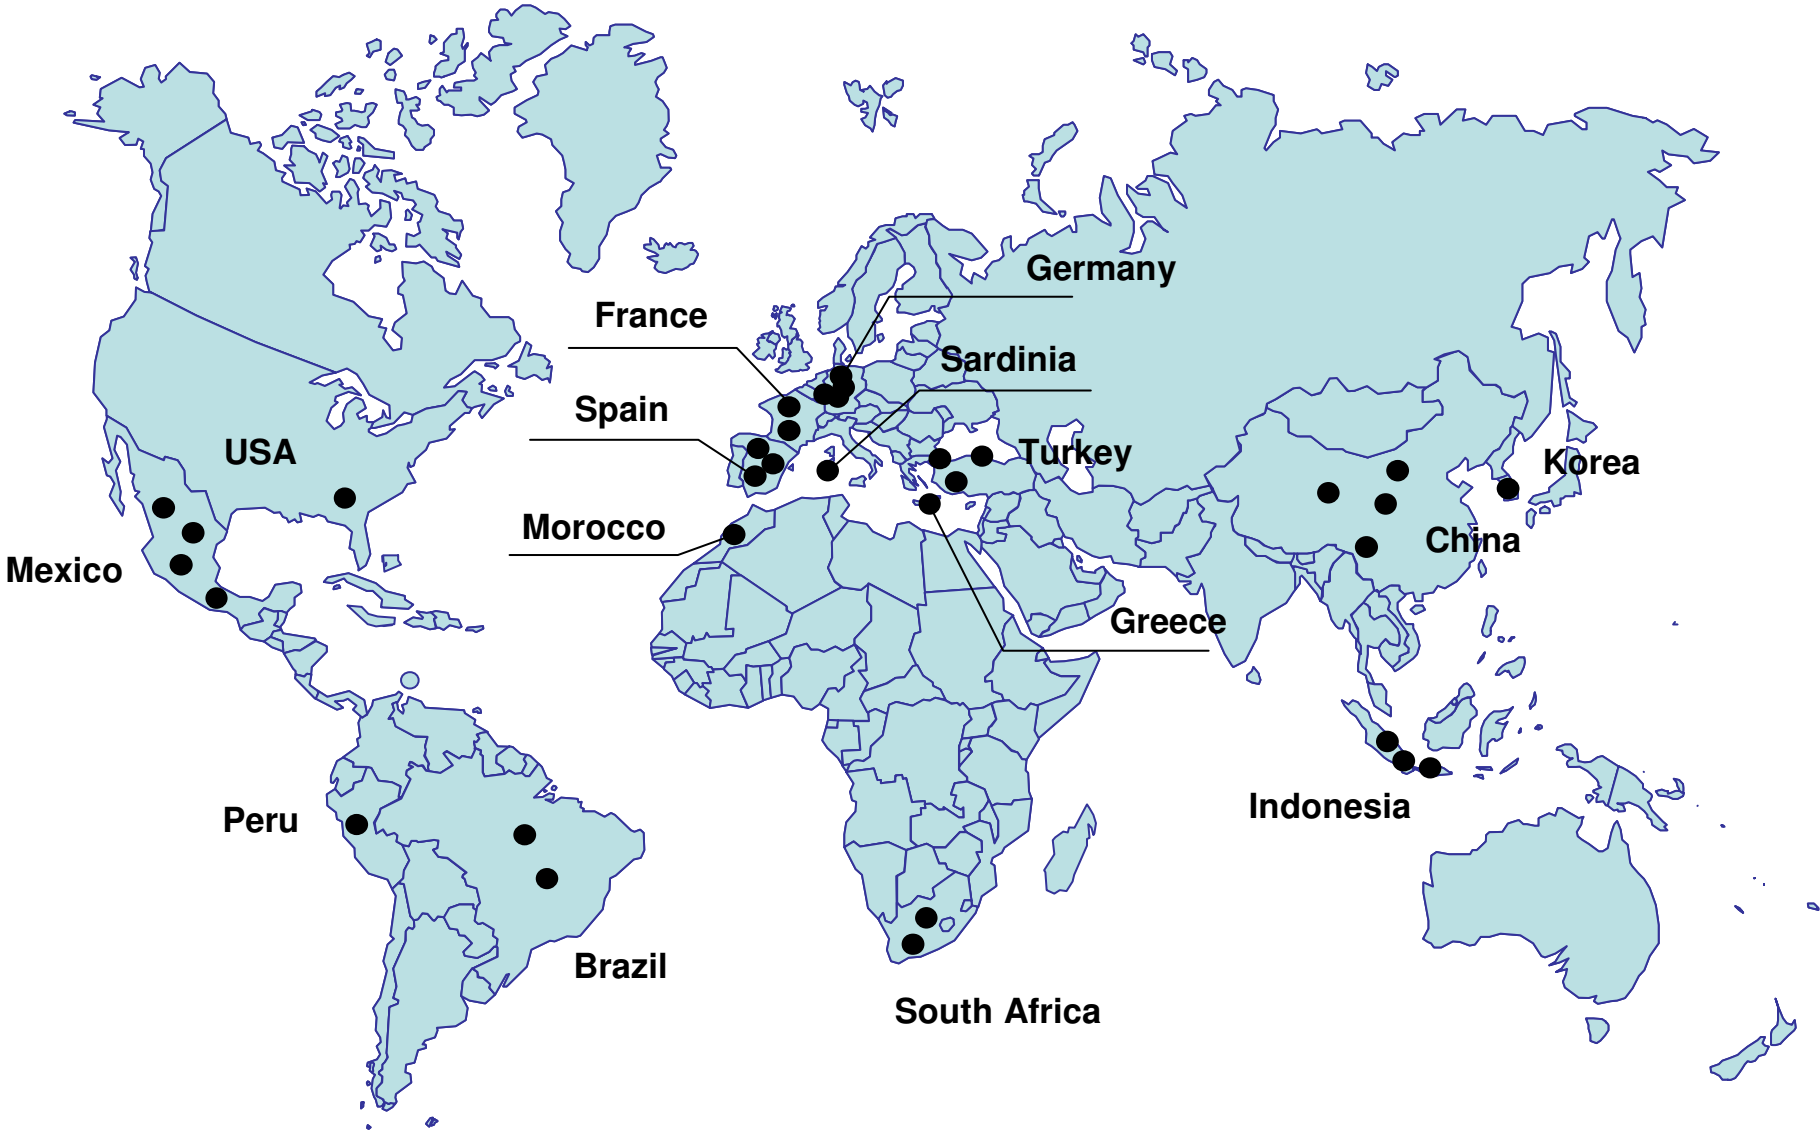 Germany
France
Sardinia
Spain
USA
Turkey
Korea
Morocco
China
Mexico
Greece
Indonesia
Peru
Brazil
South Africa